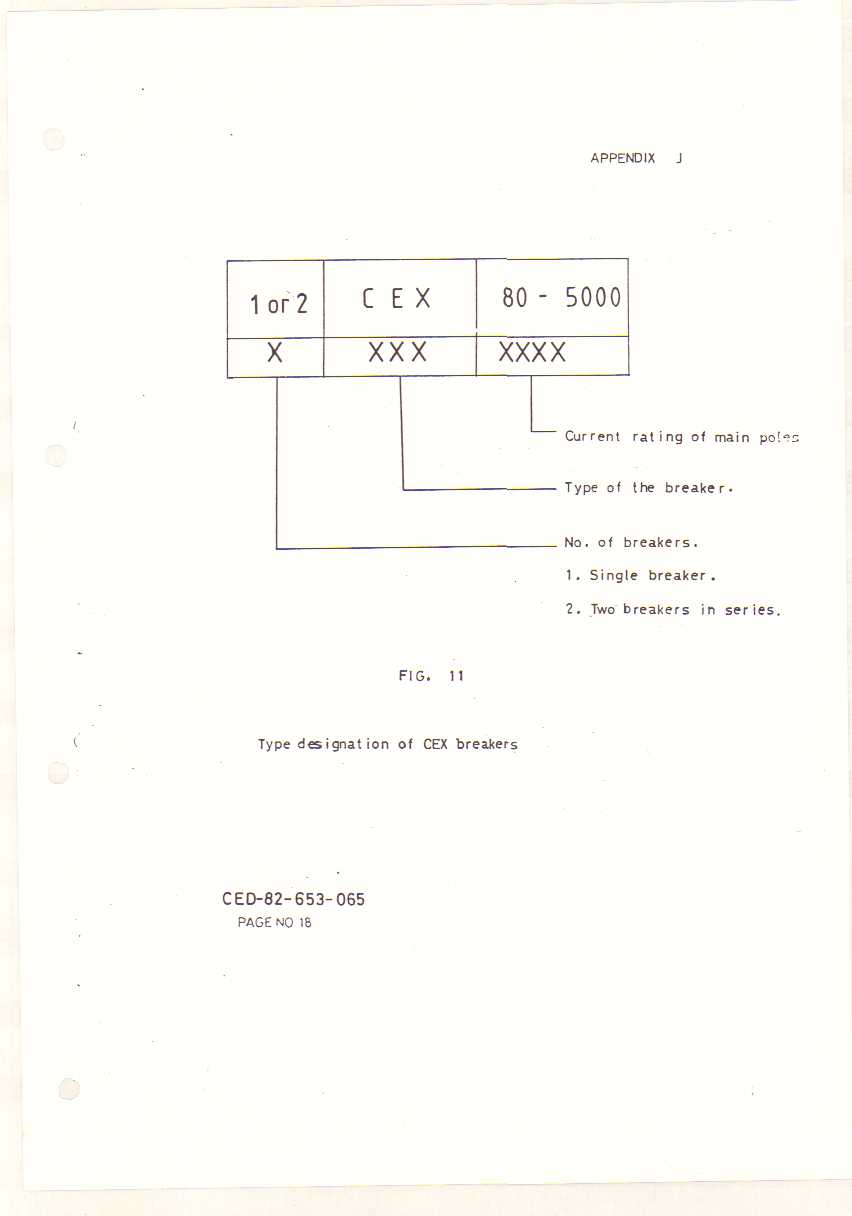 APPENDIX J
1 or 2 C E X 80 - 5000
X XXX XXXX
Current rating of main poles
Type of the breaker.
No. of breakers.
1. Single breaker.
2. Two breakers in series.
FIG. 11
Type designation of CEX breakers
CED-82-653-065
PAGE NO 18